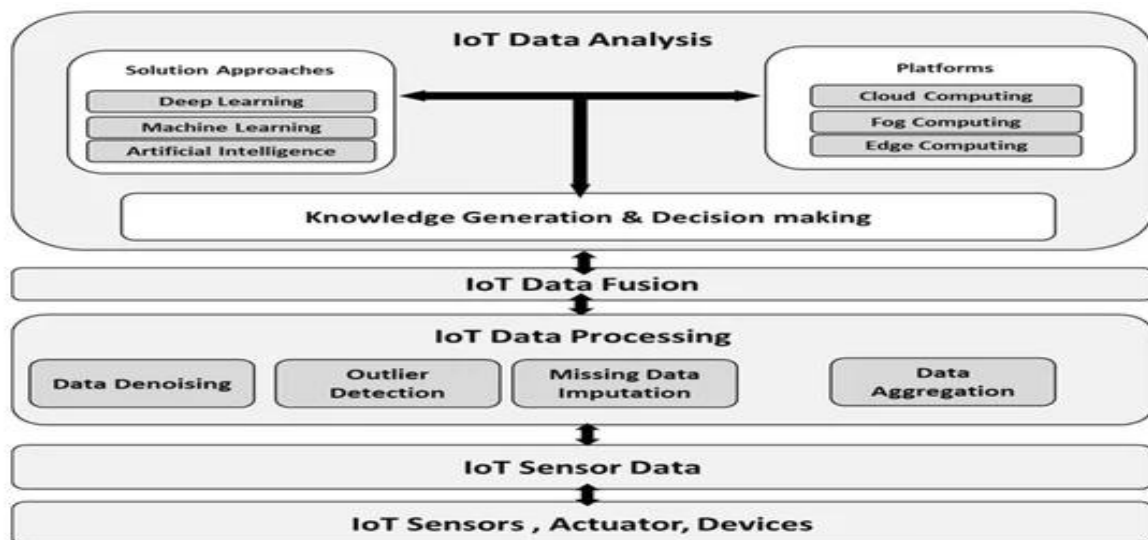 IoT Data Analysis
Solution Approaches
Deep Learning
Machine Learning
Artificial Intelligence
Platforms
Cloud Computing
Fog Computing
Edge Computing
Knowledge Generation & Decision making
IoT Data Fusion
IoT Data Processing
Data Denoising
Outlier
Detection
Missing Data
Imputation
Data
Aggregation
IoT Sensor Data
IoT Sensors , Actuator, Devices